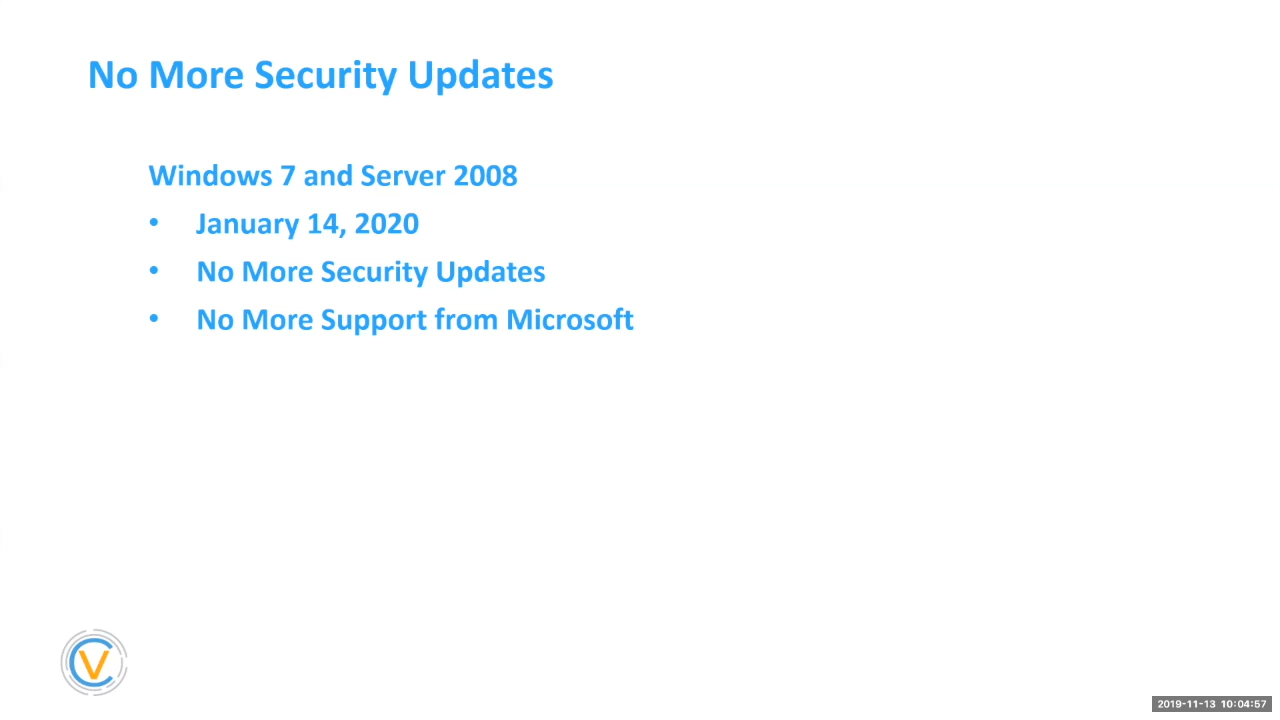 No More Security Updates
Windows 7 and Server 2008
• January 14, 2020
• No More Security Updates
• No More Support from Microsoft
CV
2019-11-13 10:04:57